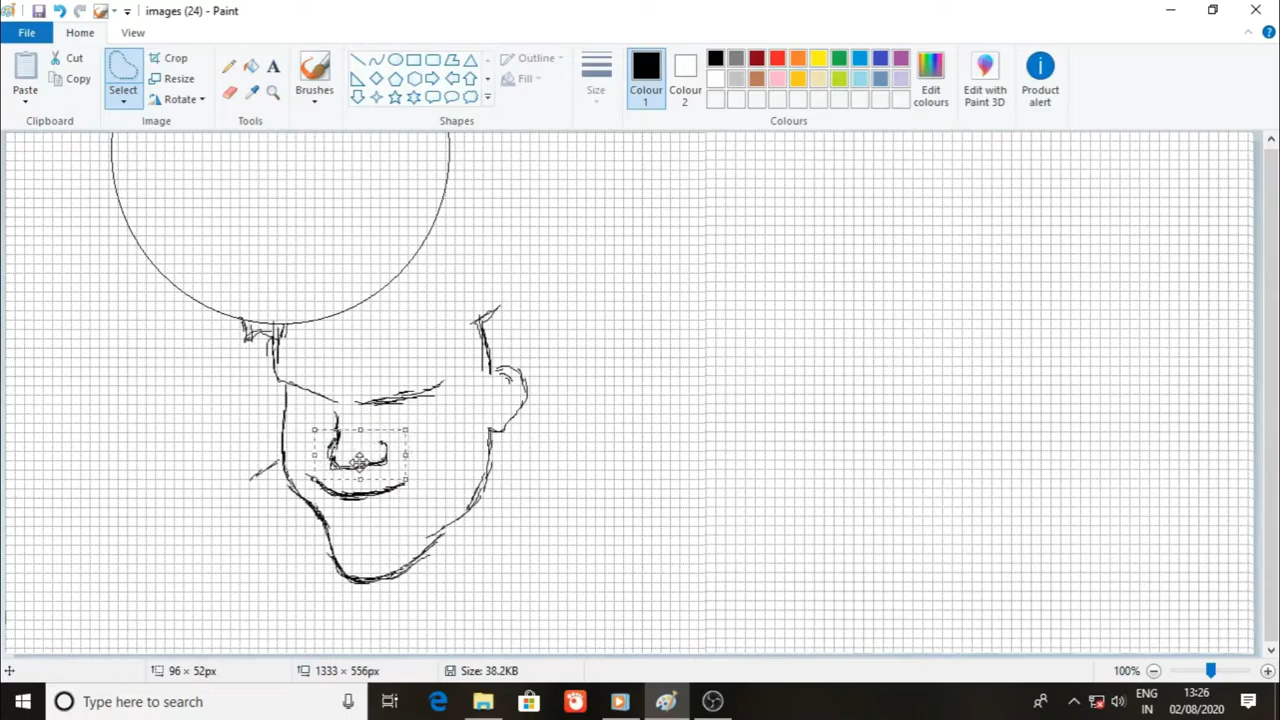 images (24) - Paint
File Home View
Paste Cut Copy Clipboard
Select Crop Resize Rotate Image
A Tools
Brushes
Outline Fill Shapes
Size
Colour 1 Colour 2 Edit colours Colours
Edit with Paint 3D
Product alert
96 × 52px 1333 × 556px Size: 38.2KB 100%
Type here to search
ENG IN
13:26
02/08/2020